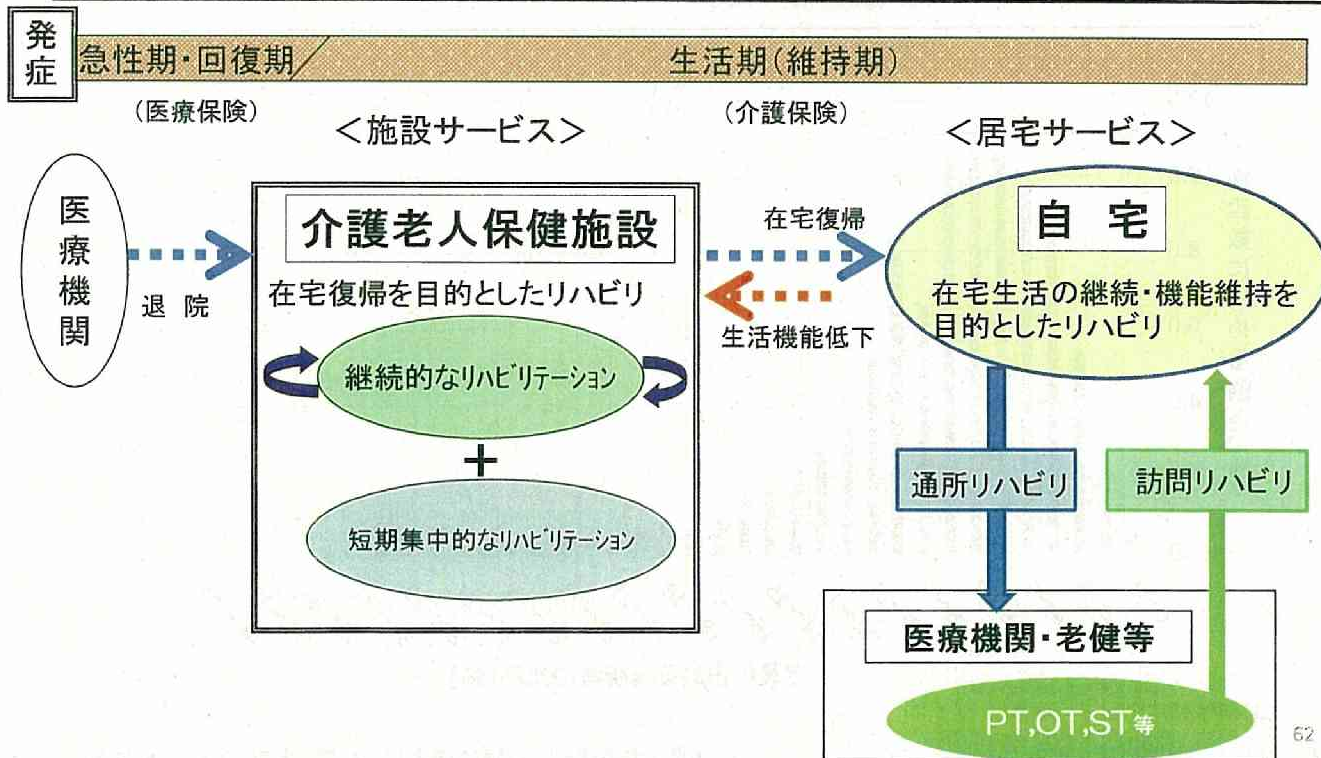 発症
急性期・回復期
生活期(維持期)
(医療保険)
(介護保険)
<施設サービス>
<居宅サービス>
医療機関
退 院
介護老人保健施設
在宅復帰を目的としたリハビリ
継続的なリハビリテーション
+
短期集中的なリハビリテーション
在宅復帰
生活機能低下
自 宅
在宅生活の継続・機能維持を
目的としたリハビリ
通所リハビリ
訪問リハビリ
医療機関・老健等
PT,OT,ST等
62